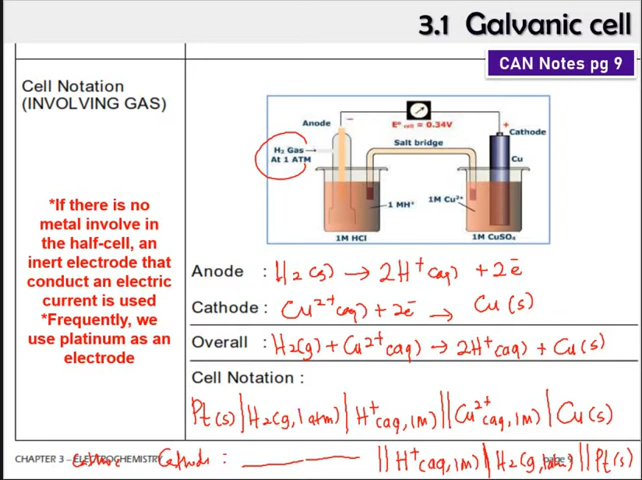 3.1 Galvanic cell
CAN Notes pg 9
Cell Notation
(INVOLVING GAS)
*If there is no
metal involve in
the half-cell, an
inert electrode that
conduct an electric
current is used
*Frequently, we
use platinum as an
electrode
Anode
−
+
Cathode
E° cell = 0.34V
H₂ Gas
At 1 ATM
Salt bridge
Cu
1 MH⁺
1M Cu²⁺
1M HCl
1M CuSO₄
Anode : H₂(g) → 2H⁺(aq) + 2e⁻
Cathode : Cu²⁺(aq) + 2e⁻ → Cu(s)
Overall : H₂(g) + Cu²⁺(aq) → 2H⁺(aq) + Cu(s)
Cell Notation :
Pt(s) | H₂(g, 1 atm) | H⁺(aq, 1M) || Cu²⁺(aq, 1M) | Cu(s)
CHAPTER 3 – ELECTROCHEMISTRY
Cathode : ________ || H⁺(aq, 1M) | H₂(g, 1 atm) || Pt(s)